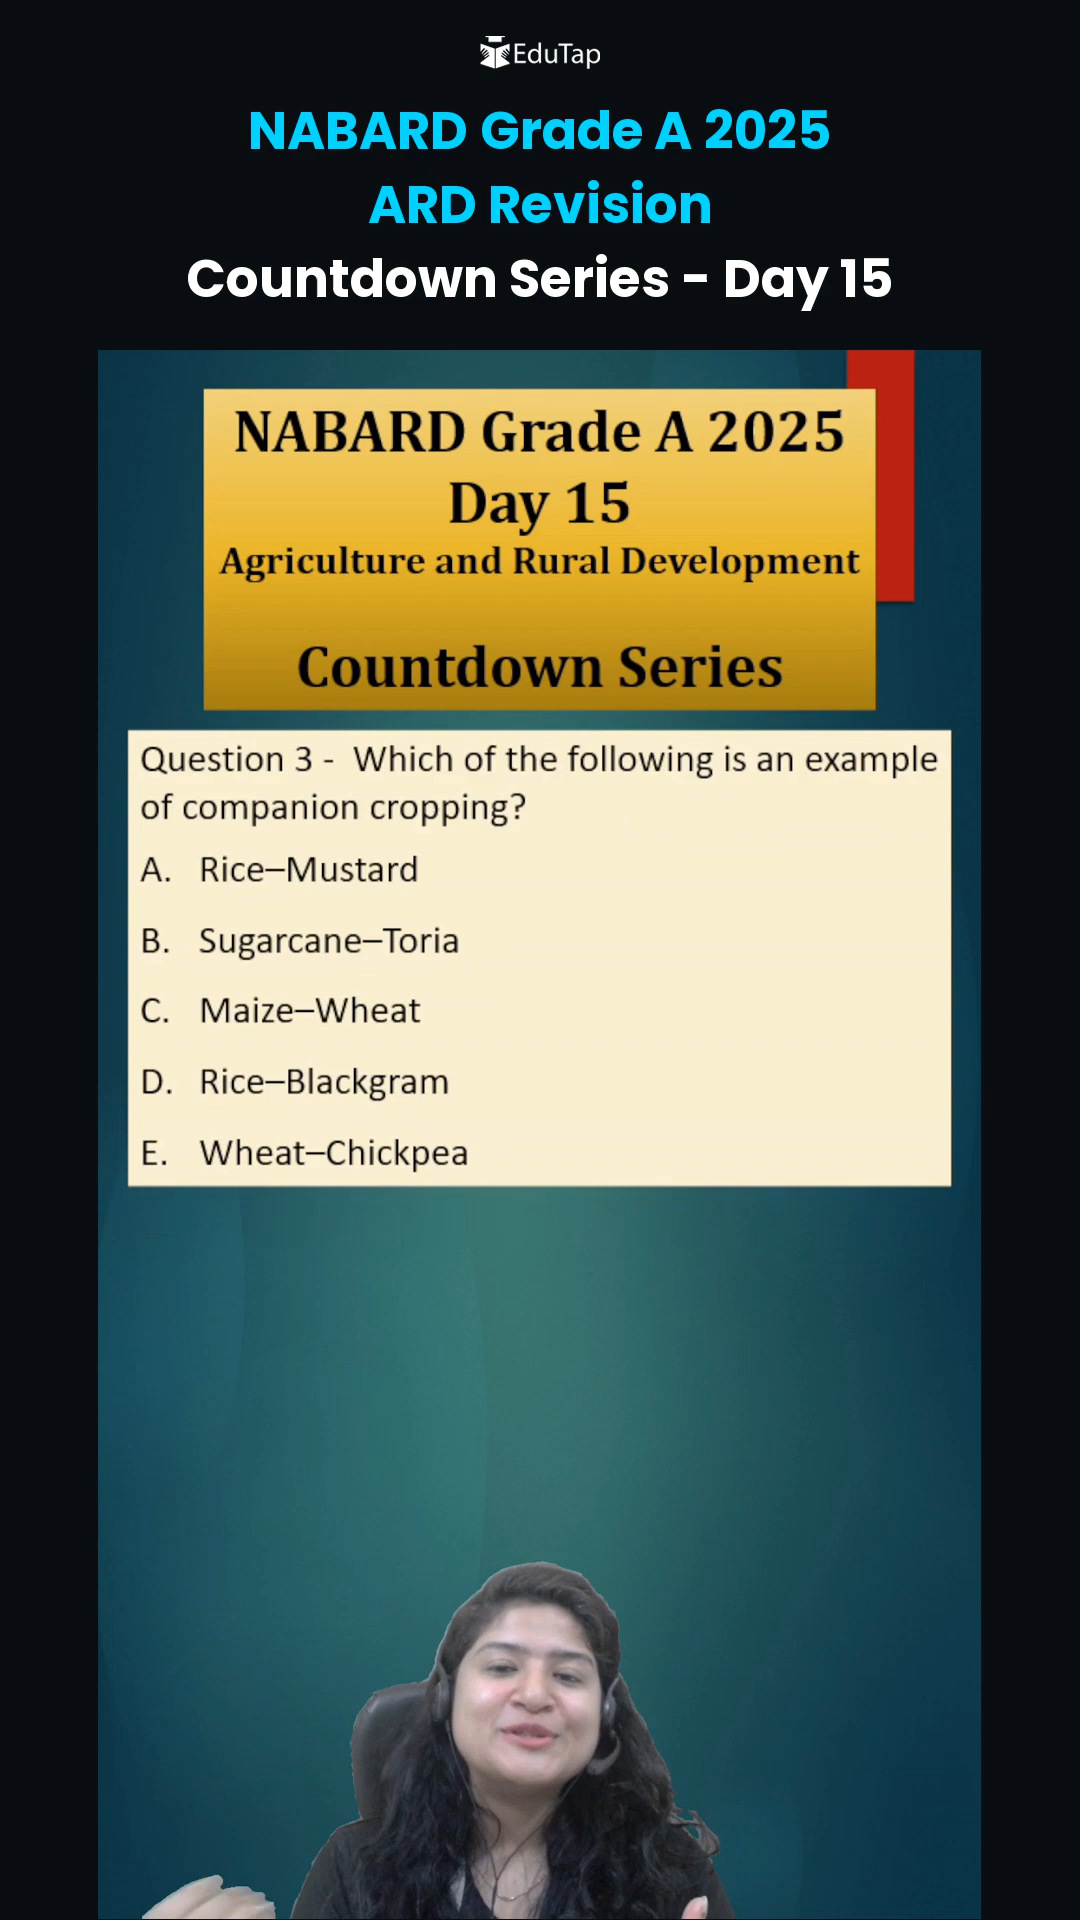 EduTap
NABARD Grade A 2025
ARD Revision
Countdown Series - Day 15
NABARD Grade A 2025
Day 15
Agriculture and Rural Development
Countdown Series
Question 3 -  Which of the following is an example
of companion cropping?
A. Rice–Mustard
B. Sugarcane–Toria
C. Maize–Wheat
D. Rice–Blackgram
E. Wheat–Chickpea